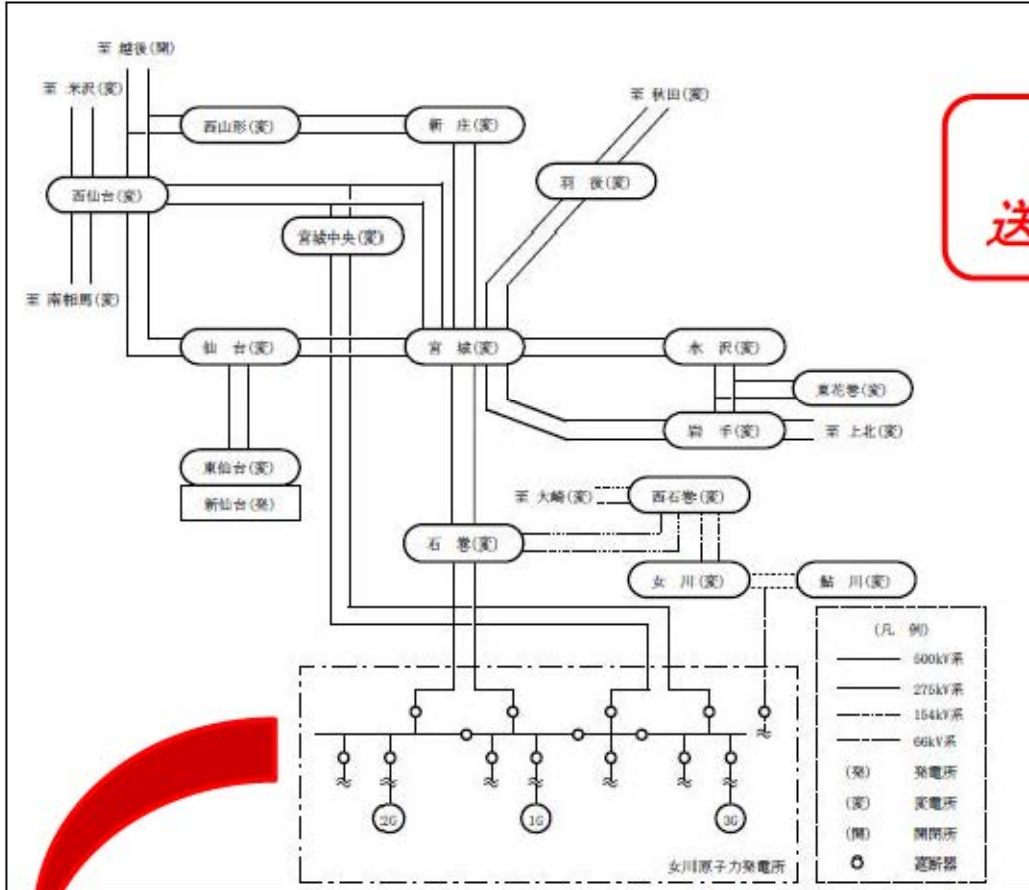 至 越後(開)
至 米沢(変)
至 秋田(変)
西山形(変)
新 庄(変)
羽 後(変)
西仙台(変)
送
宮城中央(変)
至 南相馬(変)
仙 台(変)
宮 城(変)
水 沢(変)
東花巻(変)
岩 手(変)
至 上北(変)
東仙台(変)
新仙台(発)
至 大崎(変)
西石巻(変)
石 巻(変)
女 川(変)
鮎 川(変)
(凡 例)
500kV系
275kV系
154kV系
66kV系
(発) 発電所
(変) 変電所
(開) 開閉所
遮断器
2G
1G
3G
女川原子力発電所